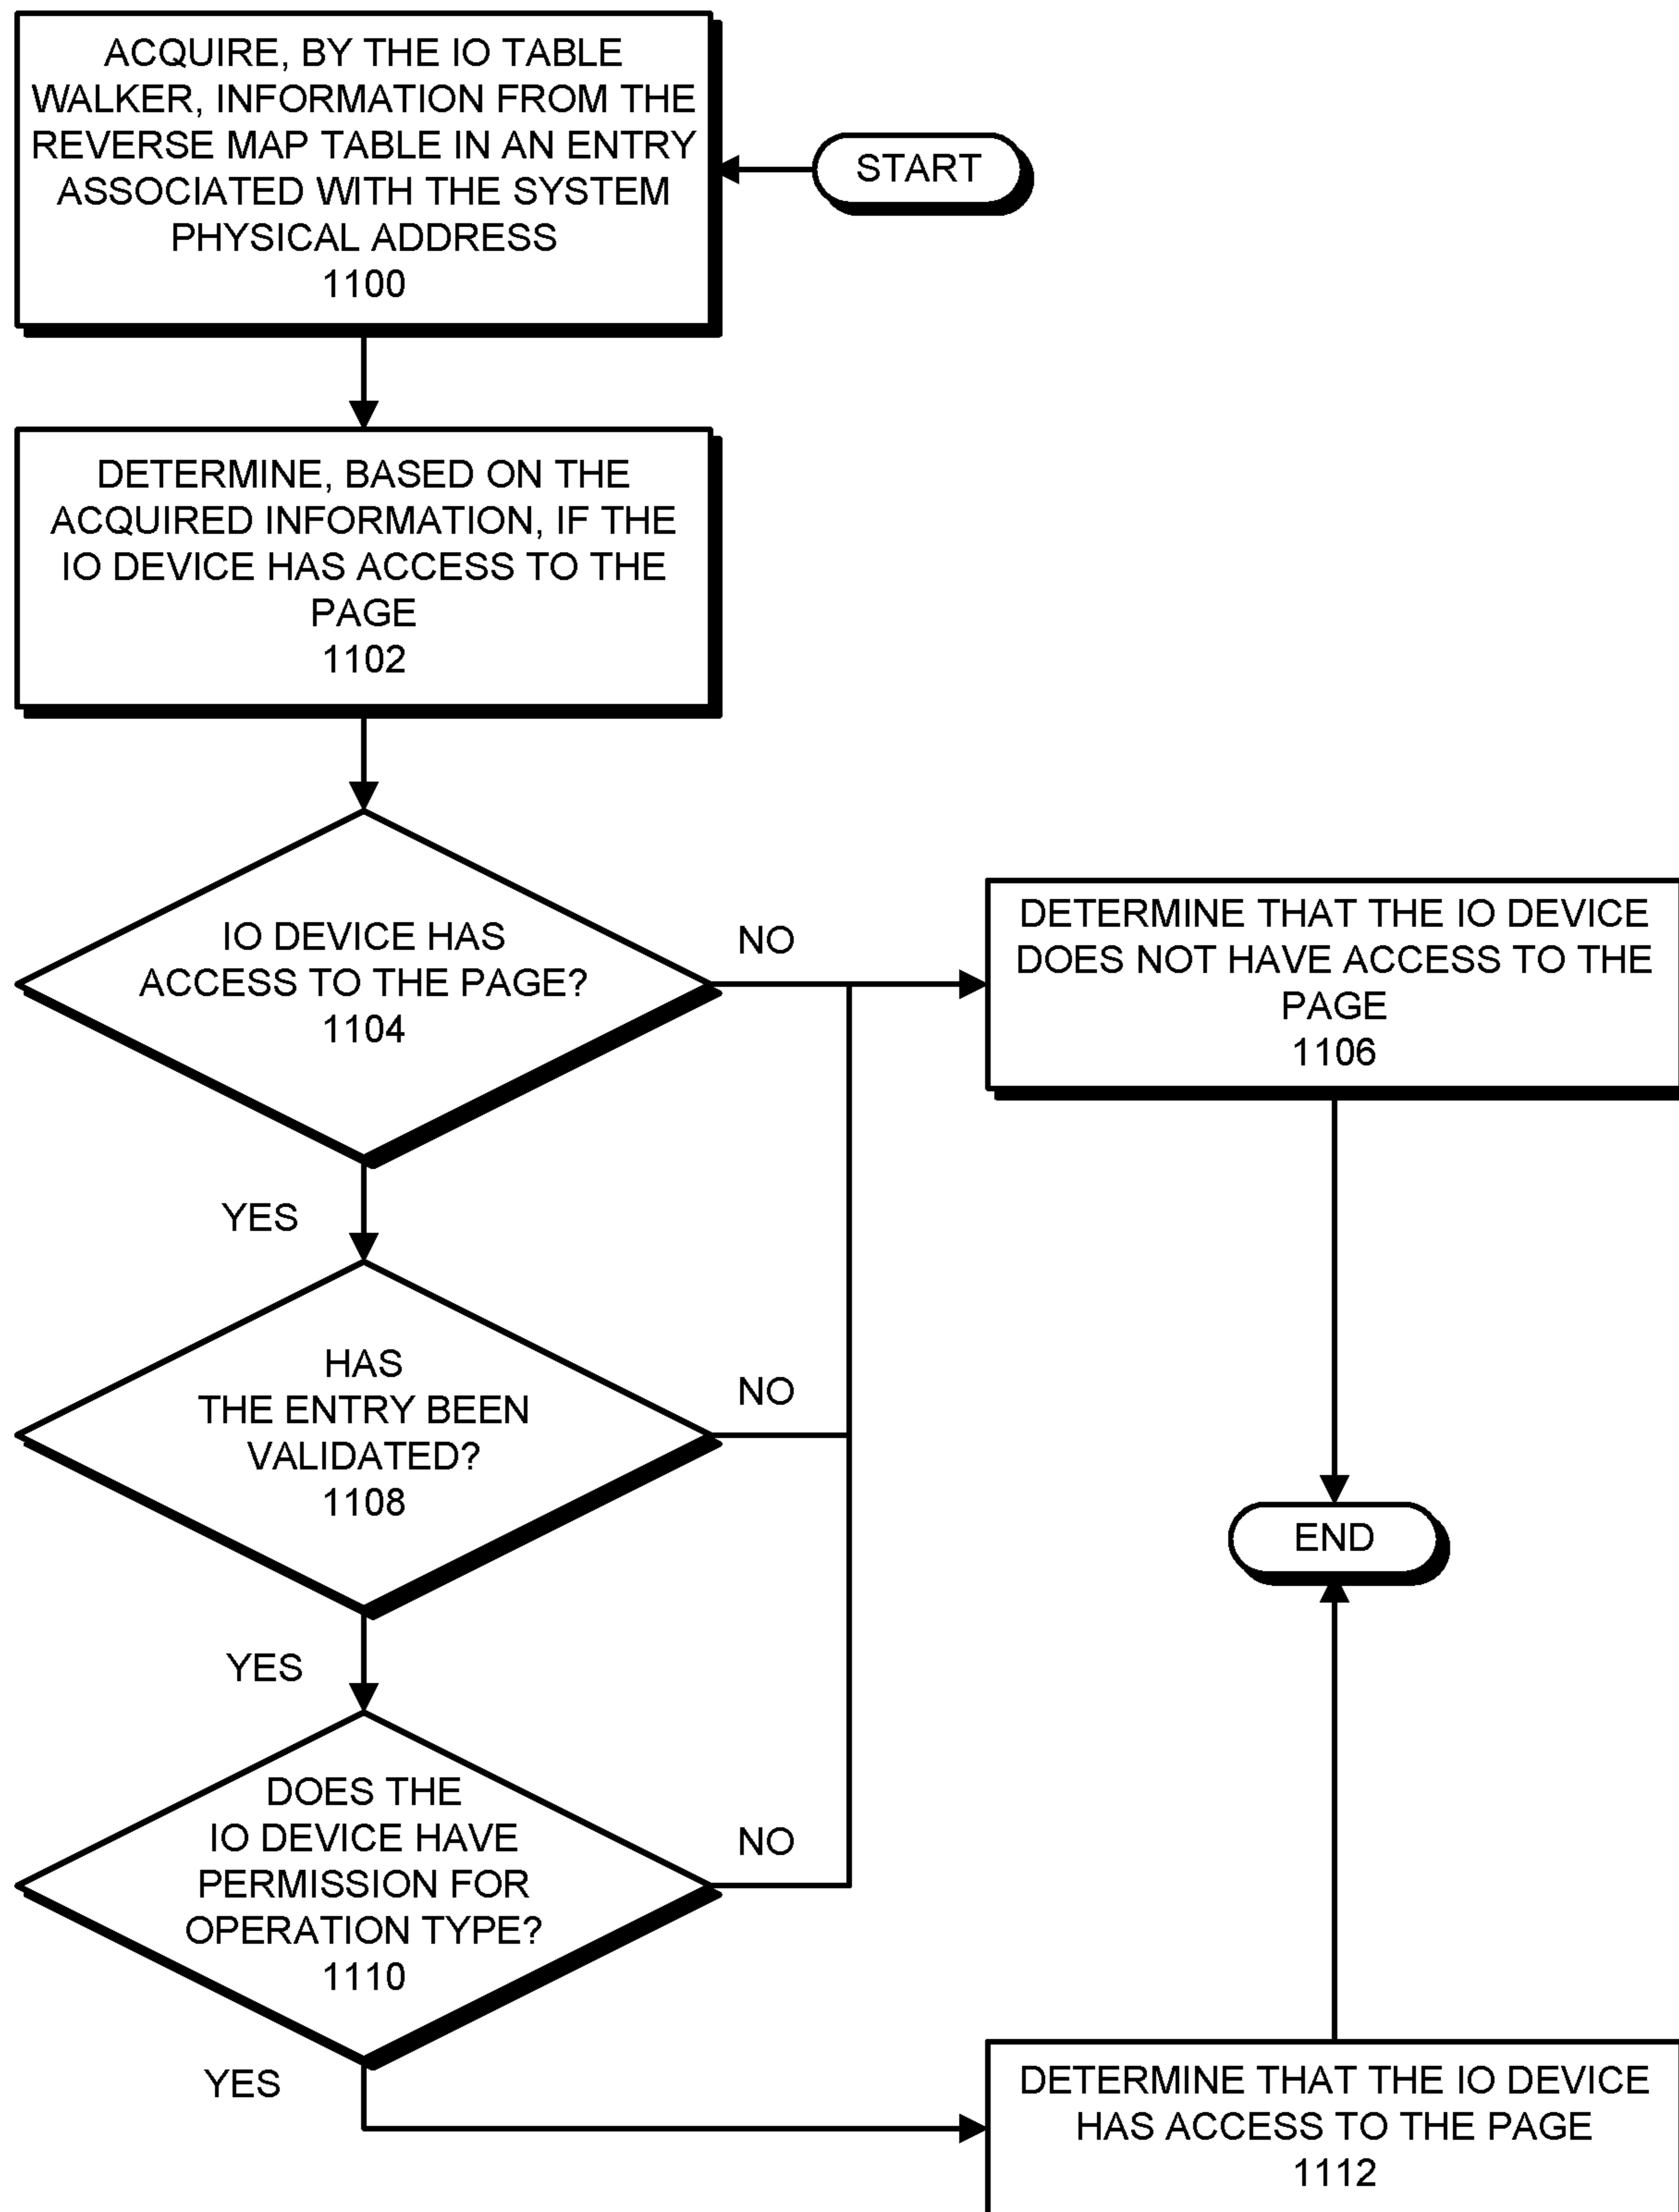 START
ACQUIRE, BY THE IO TABLE
WALKER, INFORMATION FROM THE
REVERSE MAP TABLE IN AN ENTRY
ASSOCIATED WITH THE SYSTEM
PHYSICAL ADDRESS
1100
DETERMINE, BASED ON THE
ACQUIRED INFORMATION, IF THE
IO DEVICE HAS ACCESS TO THE
PAGE
1102
IO DEVICE HAS
ACCESS TO THE PAGE?
1104
NO
DETERMINE THAT THE IO DEVICE
DOES NOT HAVE ACCESS TO THE
PAGE
1106
YES
HAS
THE ENTRY BEEN
VALIDATED?
1108
NO
END
YES
DOES THE
IO DEVICE HAVE
PERMISSION FOR
OPERATION TYPE?
1110
NO
YES
DETERMINE THAT THE IO DEVICE
HAS ACCESS TO THE PAGE
1112